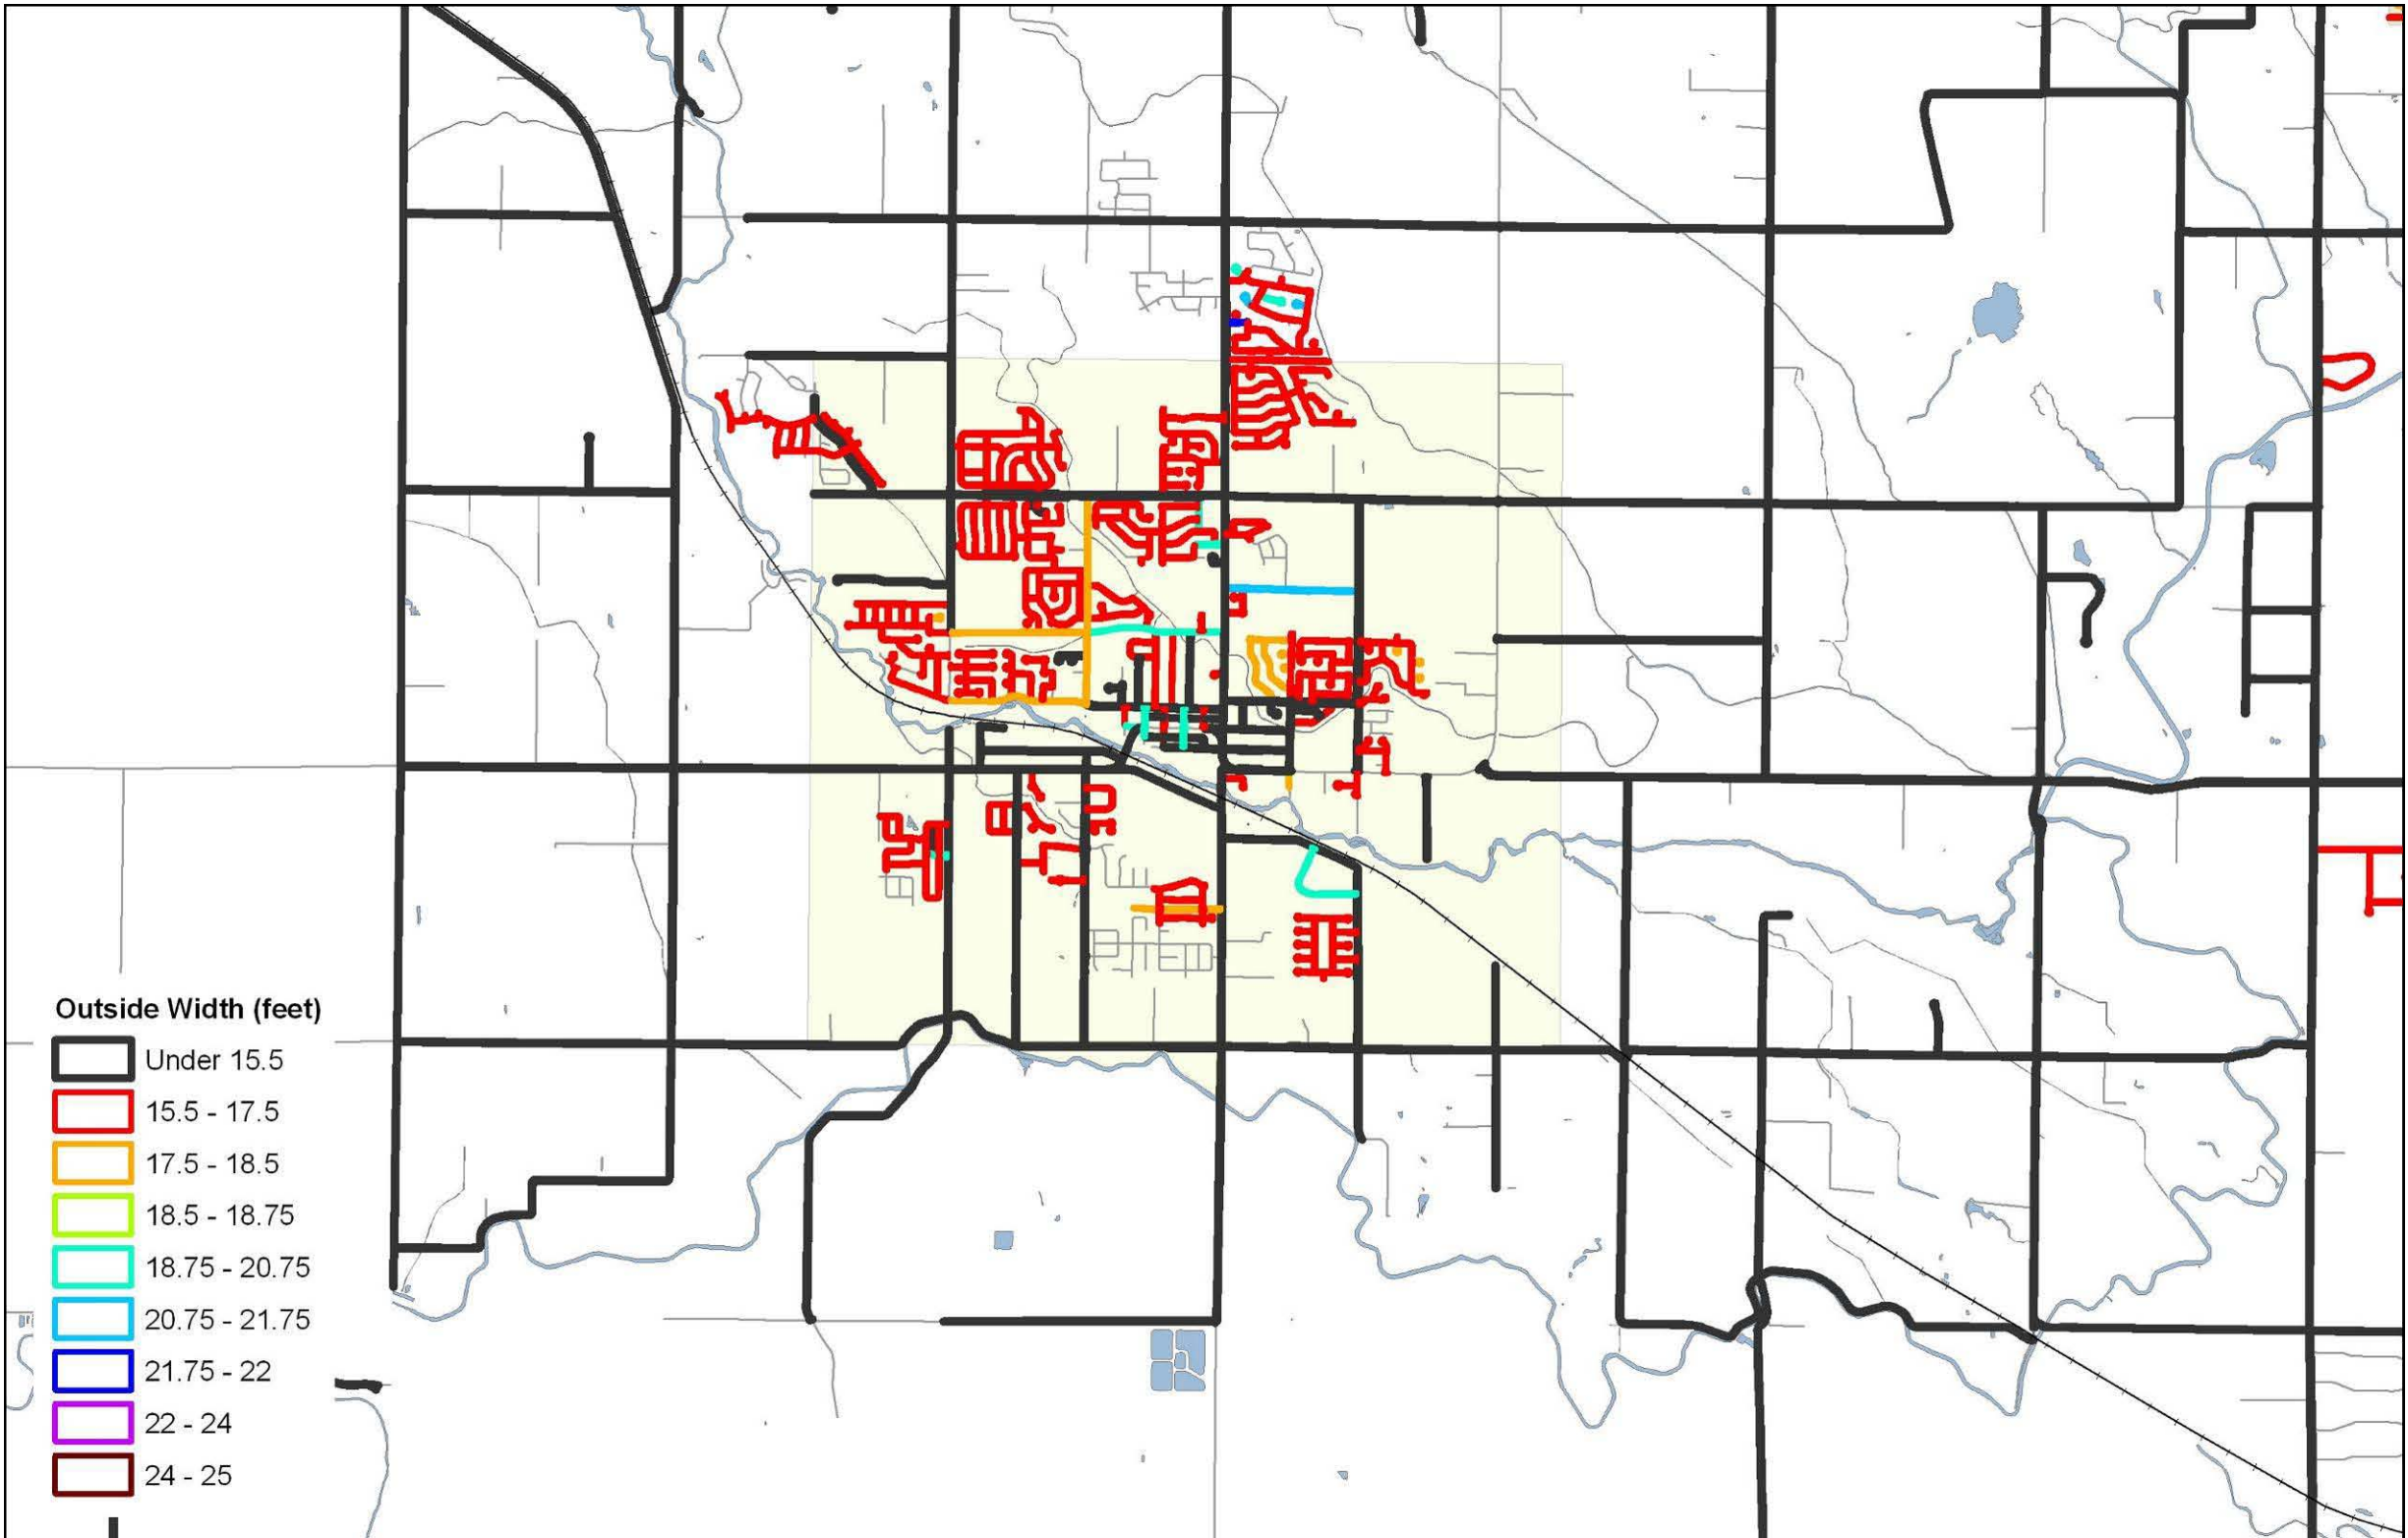 Outside Width (feet)
Under 15.5
15.5 - 17.5
17.5 - 18.5
18.5 - 18.75
18.75 - 20.75
20.75 - 21.75
21.75 - 22
22 - 24
24 - 25